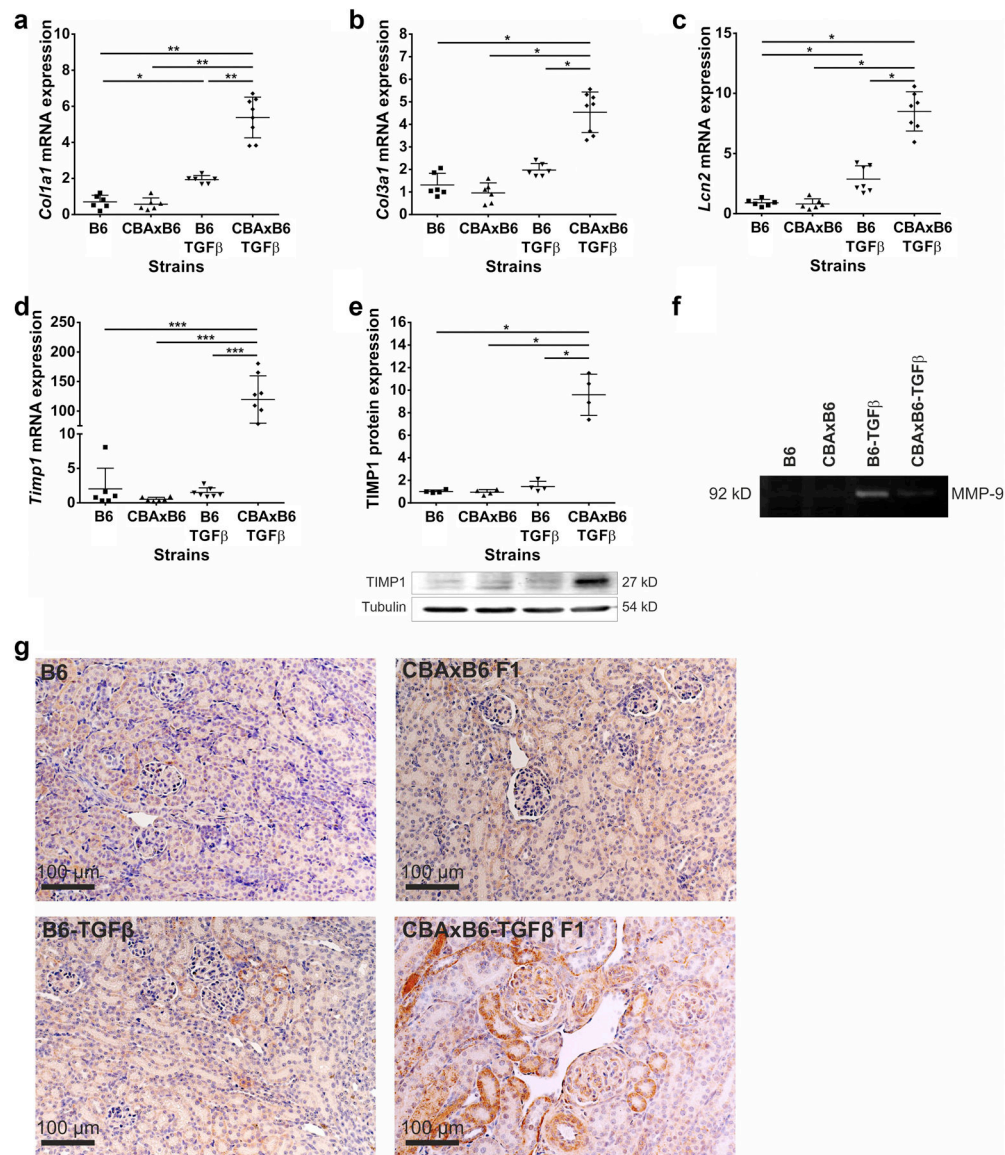 a
**
**
*
**
Col1a1 mRNA expression
10
8
6
4
2
0
B6
CBAxB6
B6
TGFβ
CBAxB6
TGFβ
Strains
b
*
*
*
Col3a1 mRNA expression
8
7
6
5
4
3
2
1
0
B6
CBAxB6
B6
TGFβ
CBAxB6
TGFβ
Strains
c
*
*
*
*
Lcn2 mRNA expression
15
10
5
0
B6
CBAxB6
B6
TGFβ
CBAxB6
TGFβ
Strains
d
***
***
***
Timp1 mRNA expression
250
200
150
100
50
5
0
B6
CBAxB6
B6
TGFβ
CBAxB6
TGFβ
Strains
e
*
*
*
TIMP1 protein expression
16
14
12
10
8
6
4
2
0
B6
CBAxB6
B6
TGFβ
CBAxB6
TGFβ
Strains
TIMP1
27 kD
Tubulin
54 kD
f
B6
CBAxB6
B6-TGFβ
CBAxB6-TGFβ
92 kD
MMP-9
g
B6
100 µm
CBAxB6 F1
100 µm
B6-TGFβ
100 µm
CBAxB6-TGFβ F1
100 µm